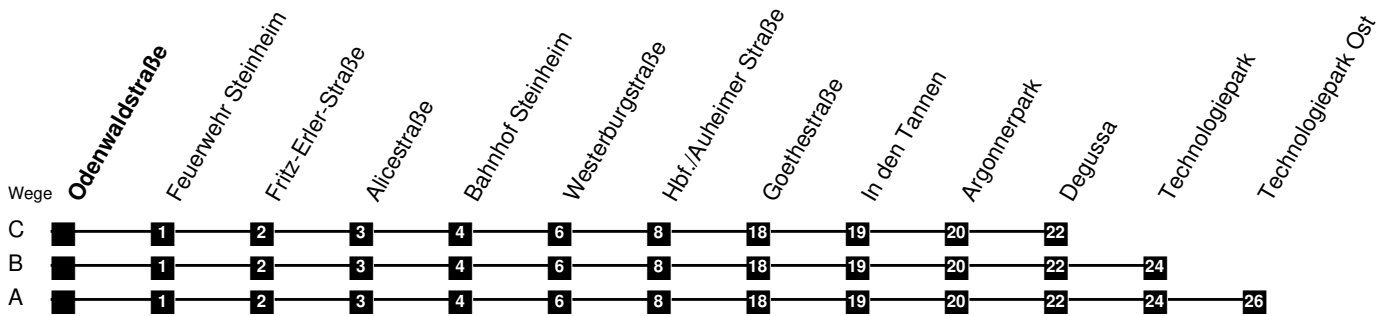 Wege
Odenwaldstraße
Feuerwehr Steinheim
Fritz-Erler-Straße
Alicestraße
Bahnhof Steinheim
Westerburgstraße
Hbf./Auheimer Straße
Goethestraße
In den Tannen
Argonnerpark
Degussa
Technologiepark
Technologiepark Ost
C 1 2 3 4 6 8 18 19 20 22
B 1 2 3 4 6 8 18 19 20 22 24
A 1 2 3 4 6 8 18 19 20 22 24 26